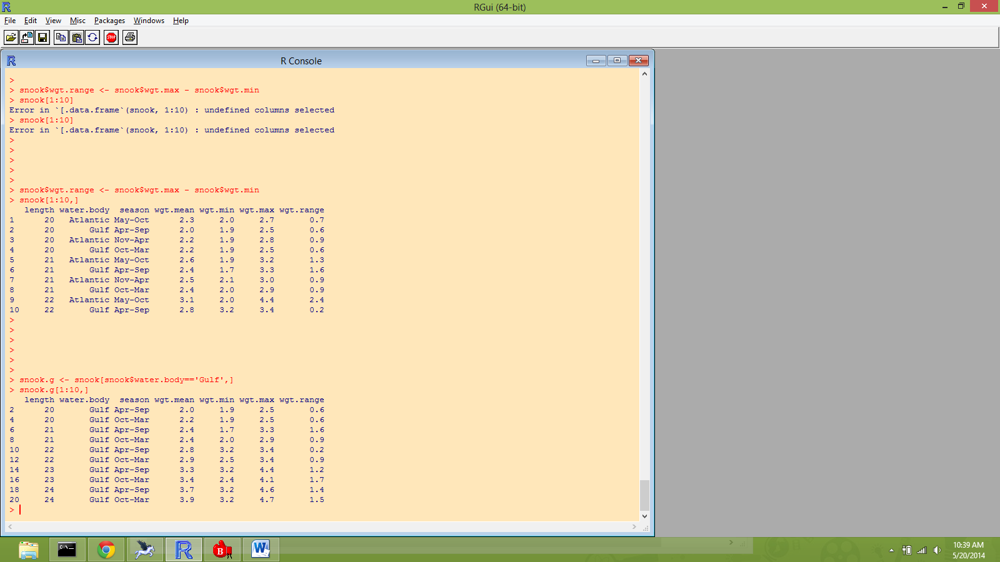 RGui (64-bit)
File Edit View Misc Packages Windows Help
STOP
R Console
>
> snook$wgt.range <- snook$wgt.max - snook$wgt.min
> snook[1:10]
Error in `[.data.frame`(snook, 1:10) : undefined columns selected
> snook[1:10]
Error in `[.data.frame`(snook, 1:10) : undefined columns selected
>
>
>
>
>
> snook$wgt.range <- snook$wgt.max - snook$wgt.min
> snook[1:10,]
   length water.body  season wgt.mean wgt.min wgt.max wgt.range
1      20   Atlantic May-Oct      2.3     2.0     2.7       0.7
2      20       Gulf Apr-Sep      2.0     1.9     2.5       0.6
3      20   Atlantic Nov-Apr      2.2     1.9     2.8       0.9
4      20       Gulf Oct-Mar      2.2     1.9     2.5       0.6
5      21   Atlantic May-Oct      2.6     1.9     3.2       1.3
6      21       Gulf Apr-Sep      2.4     1.7     3.3       1.6
7      21   Atlantic Nov-Apr      2.5     2.1     3.0       0.9
8      21       Gulf Oct-Mar      2.4     2.0     2.9       0.9
9      22   Atlantic May-Oct      3.1     2.0     4.4       2.4
10     22       Gulf Apr-Sep      2.8     3.2     3.4       0.2
>
>
>
>
>
>
> snook.g <- snook[snook$water.body=='Gulf',]
> snook.g[1:10,]
   length water.body  season wgt.mean wgt.min wgt.max wgt.range
2      20       Gulf Apr-Sep      2.0     1.9     2.5       0.6
4      20       Gulf Oct-Mar      2.2     1.9     2.5       0.6
6      21       Gulf Apr-Sep      2.4     1.7     3.3       1.6
8      21       Gulf Oct-Mar      2.4     2.0     2.9       0.9
10     22       Gulf Apr-Sep      2.8     3.2     3.4       0.2
12     22       Gulf Oct-Mar      2.9     2.5     3.4       0.9
14     23       Gulf Apr-Sep      3.3     3.2     4.4       1.2
16     23       Gulf Oct-Mar      3.4     2.4     4.1       1.7
18     24       Gulf Apr-Sep      3.7     3.2     4.6       1.4
20     24       Gulf Oct-Mar      3.9     3.2     4.7       1.5
>
10:39 AM
5/20/2014